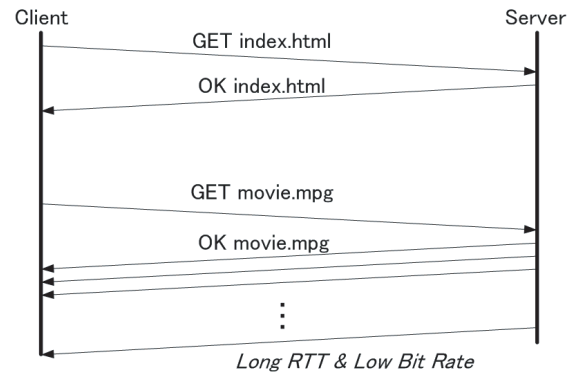 Client
Server
GET index.html
OK index.html
GET movie.mpg
OK movie.mpg
Long RTT & Low Bit Rate